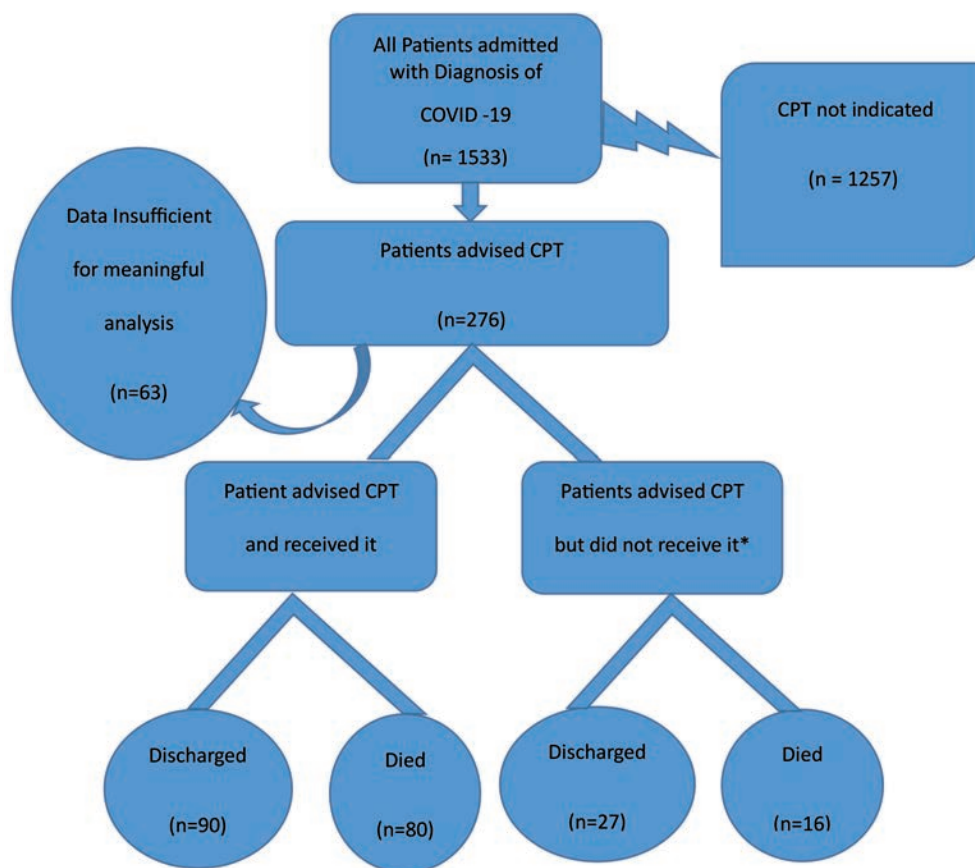 All Patients admitted
with Diagnosis of
COVID -19
(n= 1533)
CPT not indicated
(n = 1257)
Data Insufficient
for meaningful
analysis
(n=63)
Patients advised CPT
(n=276)
Patient advised CPT
and received it
Patients advised CPT
but did not receive it*
Discharged
(n=90)
Died
(n=80)
Discharged
(n=27)
Died
(n=16)